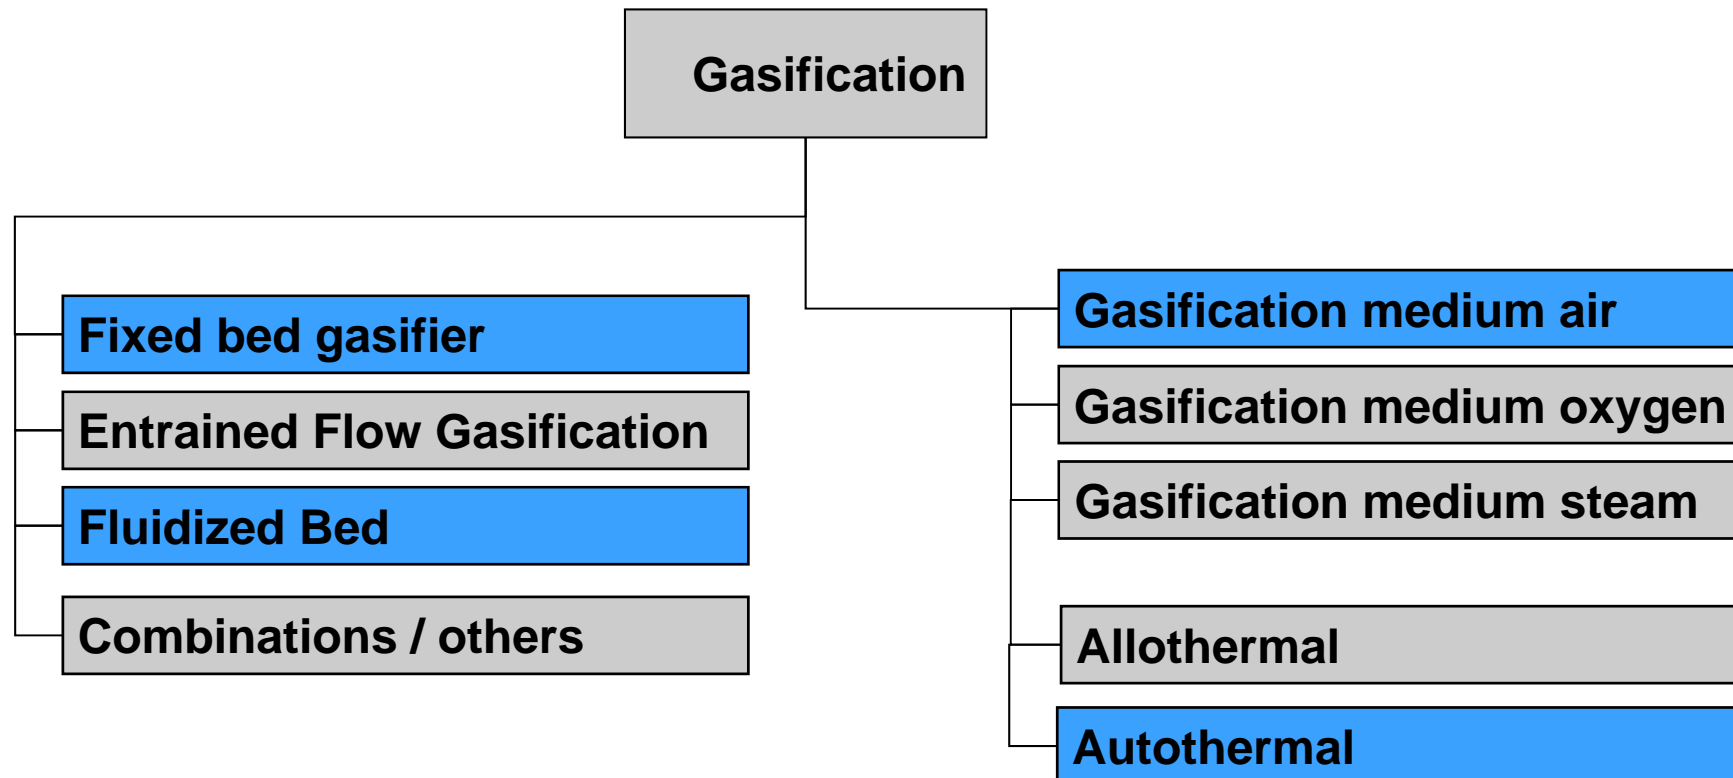 Gasification
Fixed bed gasifier
Entrained Flow Gasification
Fluidized Bed
Combinations / others
Gasification medium air
Gasification medium oxygen
Gasification medium steam
Allothermal
Autothermal